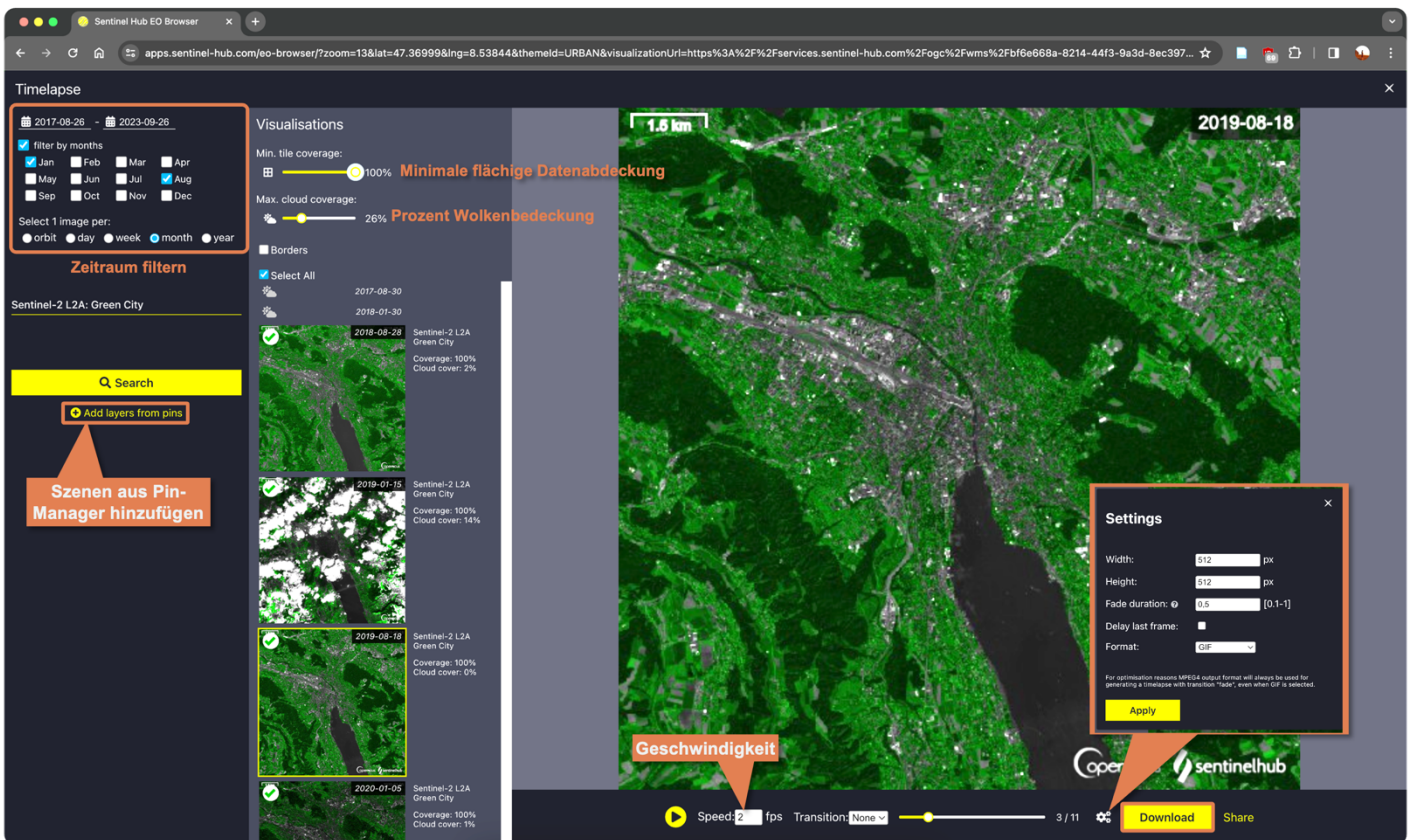 Sentinel Hub EO Browser
apps.sentinel-hub.com/eo-browser/?zoom=13&lat=47.36999&lng=8.53844&themeId=URBAN&visualizationUrl=https%3A%2F%2Fservices.sentinel-hub.com%2Fogc%2Fwms%2Fbf6e668a-8214-44f3-9a3d-8ec397...
Timelapse
2017-08-26 - 2023-09-26
filter by months
Jan Feb Mar Apr
May Jun Jul Aug
Sep Oct Nov Dec
Select 1 image per:
orbit day week month year
Zeitraum filtern
Sentinel-2 L2A: Green City
Search
Add layers from pins
Szenen aus Pin-
Manager hinzufügen
Visualisations
Min. tile coverage:
100% Minimale flächige Datenabdeckung
Max. cloud coverage:
26% Prozent Wolkenbedeckung
Borders
Select All
2017-08-30
2018-01-30
2018-08-28
Sentinel-2 L2A
Green City
Coverage: 100%
Cloud cover: 2%
2019-01-15
Sentinel-2 L2A
Green City
Coverage: 100%
Cloud cover: 14%
2019-08-18
Sentinel-2 L2A
Green City
Coverage: 100%
Cloud cover: 0%
2020-01-05
Sentinel-2 L2A
Green City
Coverage: 100%
Cloud cover: 1%
1.5 km
2019-08-18
Settings
Width: 512 px
Height: 512 px
Fade duration: 0.5 [0.1-1]
Delay last frame:
Format: GIF
For optimisation reasons MPEG4 output format will always be used for
generating a timelapse with transition "fade", even when GIF is selected.
Apply
sentinelhub
Geschwindigkeit
Speed: 2 fps Transition: None 3 / 11 Download Share